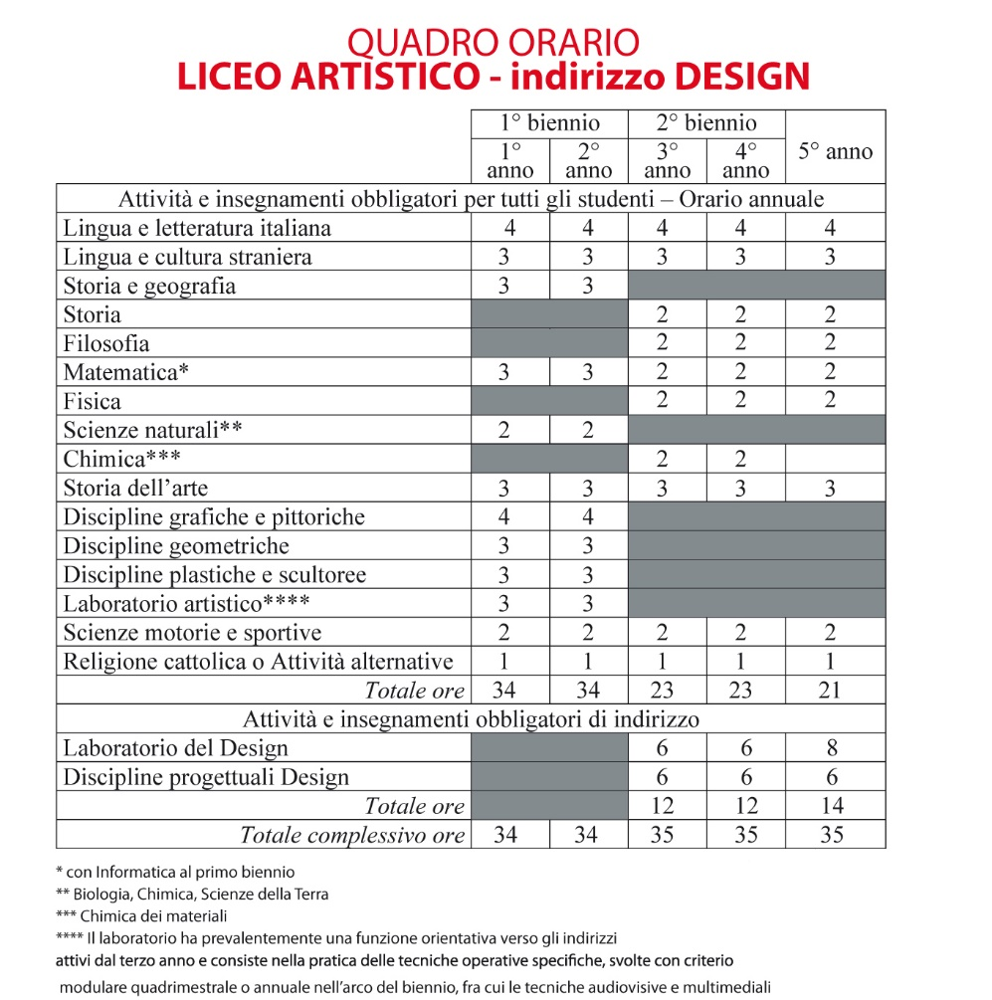 QUADRO ORARIO
LICEO ARTISTICO - indirizzo DESIGN
1° biennio 2° biennio 5° anno
1° anno 2° anno 3° anno 4° anno
Attività e insegnamenti obbligatori per tutti gli studenti – Orario annuale
Lingua e letteratura italiana 4 4 4 4 4
Lingua e cultura straniera 3 3 3 3 3
Storia e geografia 3 3
Storia 2 2 2
Filosofia 2 2 2
Matematica* 3 3 2 2 2
Fisica 2 2 2
Scienze naturali** 2 2
Chimica*** 2 2
Storia dell'arte 3 3 3 3 3
Discipline grafiche e pittoriche 4 4
Discipline geometriche 3 3
Discipline plastiche e scultoree 3 3
Laboratorio artistico**** 3 3
Scienze motorie e sportive 2 2 2 2 2
Religione cattolica o Attività alternative 1 1 1 1 1
Totale ore 34 34 23 23 21
Attività e insegnamenti obbligatori di indirizzo
Laboratorio del Design 6 6 8
Discipline progettuali Design 6 6 6
Totale ore 12 12 14
Totale complessivo ore 34 34 35 35 35
* con Informatica al primo biennio
** Biologia, Chimica, Scienze della Terra
*** Chimica dei materiali
**** Il laboratorio ha prevalentemente una funzione orientativa verso gli indirizzi
attivi dal terzo anno e consiste nella pratica delle tecniche operative specifiche, svolte con criterio
modulare quadrimestrale o annuale nell'arco del biennio, fra cui le tecniche audiovisive e multimediali